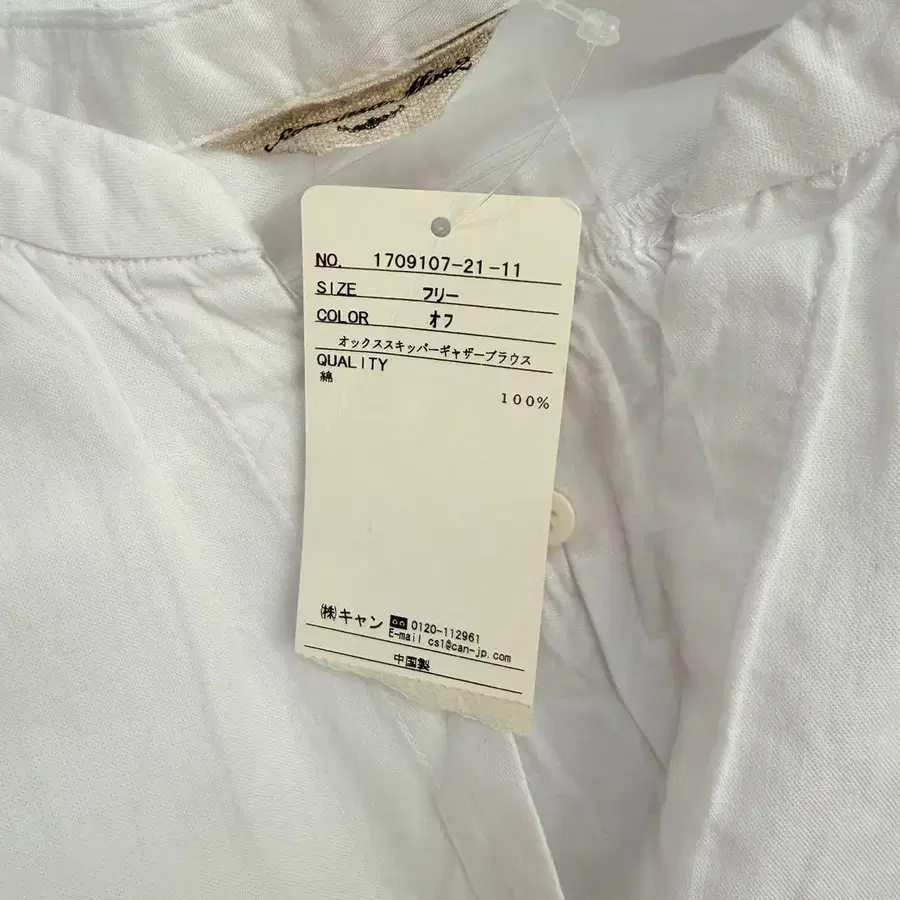 NO. 1709107-21-11
SIZE フリー
COLOR オフ
オックススキッパーギャザーブラウス
QUALITY
綿
100%
㈱キャン 0120-112961
E-mail cs1@can-jp.com
中国製